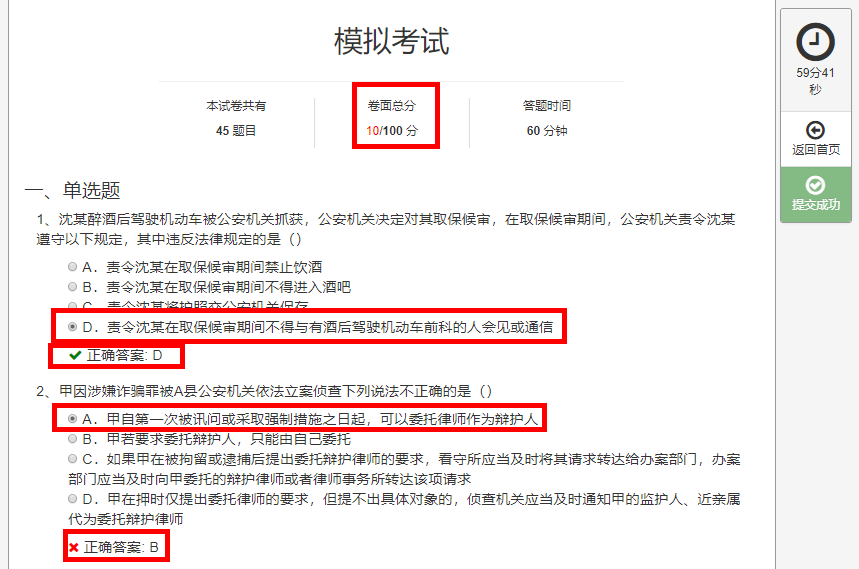 模拟考试
本试卷共有
45 题目
卷面总分
10/100 分
答题时间
60 分钟
59分41
秒
返回首页
提交成功
一、单选题
1、沈某醉酒后驾驶机动车被公安机关抓获，公安机关决定对其取保候审，在取保候审期间，公安机关责令沈某
遵守以下规定，其中违反法律规定的是（）
A．责令沈某在取保候审期间禁止饮酒
B．责令沈某在取保候审期间不得进入酒吧
C．责令沈某将护照交公安机关保存
D．责令沈某在取保候审期间不得与有酒后驾驶机动车前科的人会见或通信
正确答案: D
2、甲因涉嫌诈骗罪被A县公安机关依法立案侦查下列说法不正确的是（）
A．甲自第一次被讯问或采取强制措施之日起，可以委托律师作为辩护人
B．甲若要求委托辩护人，只能由自己委托
C．如果甲在被拘留或逮捕后提出委托辩护律师的要求，看守所应当及时将其请求转达给办案部门，办案
部门应当及时向甲委托的辩护律师或者律师事务所转达该项请求
D．甲在押时仅提出委托律师的要求，但提不出具体对象的，侦查机关应当及时通知甲的监护人、近亲属
代为委托辩护律师
正确答案: B